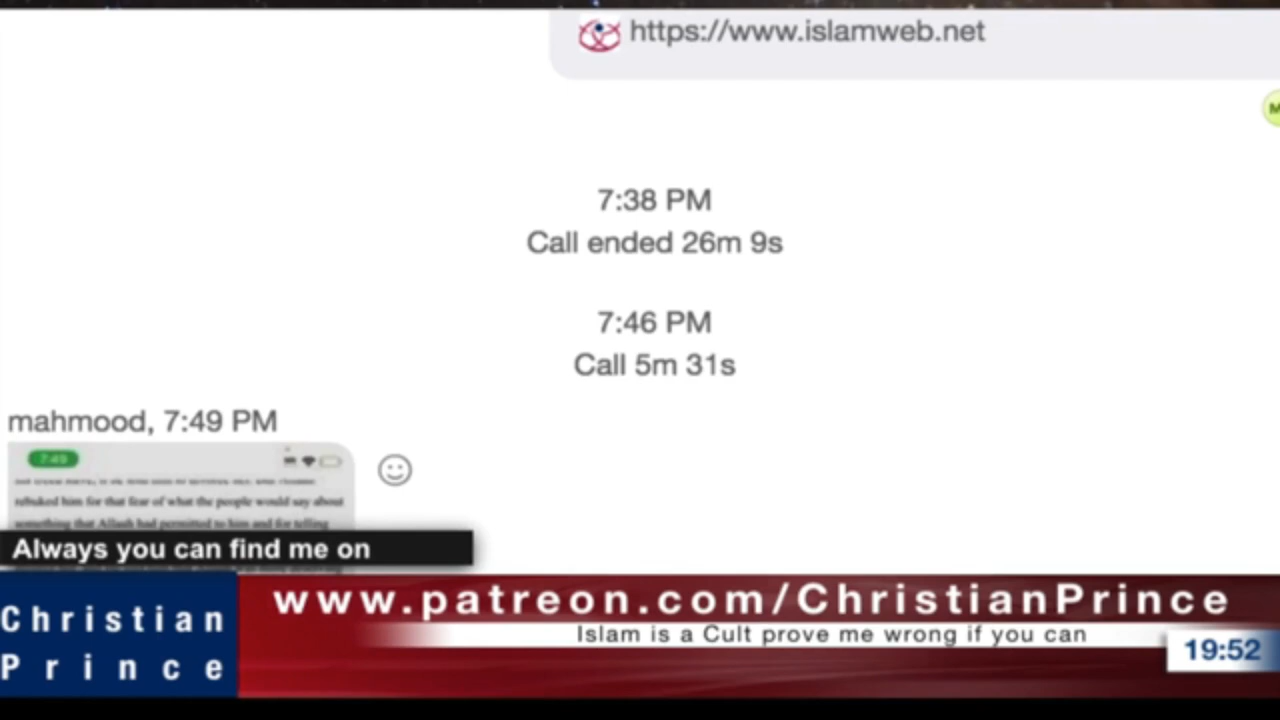 https://www.islamweb.net
M
7:38 PM
Call ended 26m 9s
7:46 PM
Call 5m 31s
mahmood, 7:49 PM
7:49
rebuked him for that fear of what the people would say about
something that Allaah had permitted to him and for telling
Always you can find me on
www.patreon.com/ChristianPrince
Islam is a Cult prove me wrong if you can
Christian
Prince
19:52